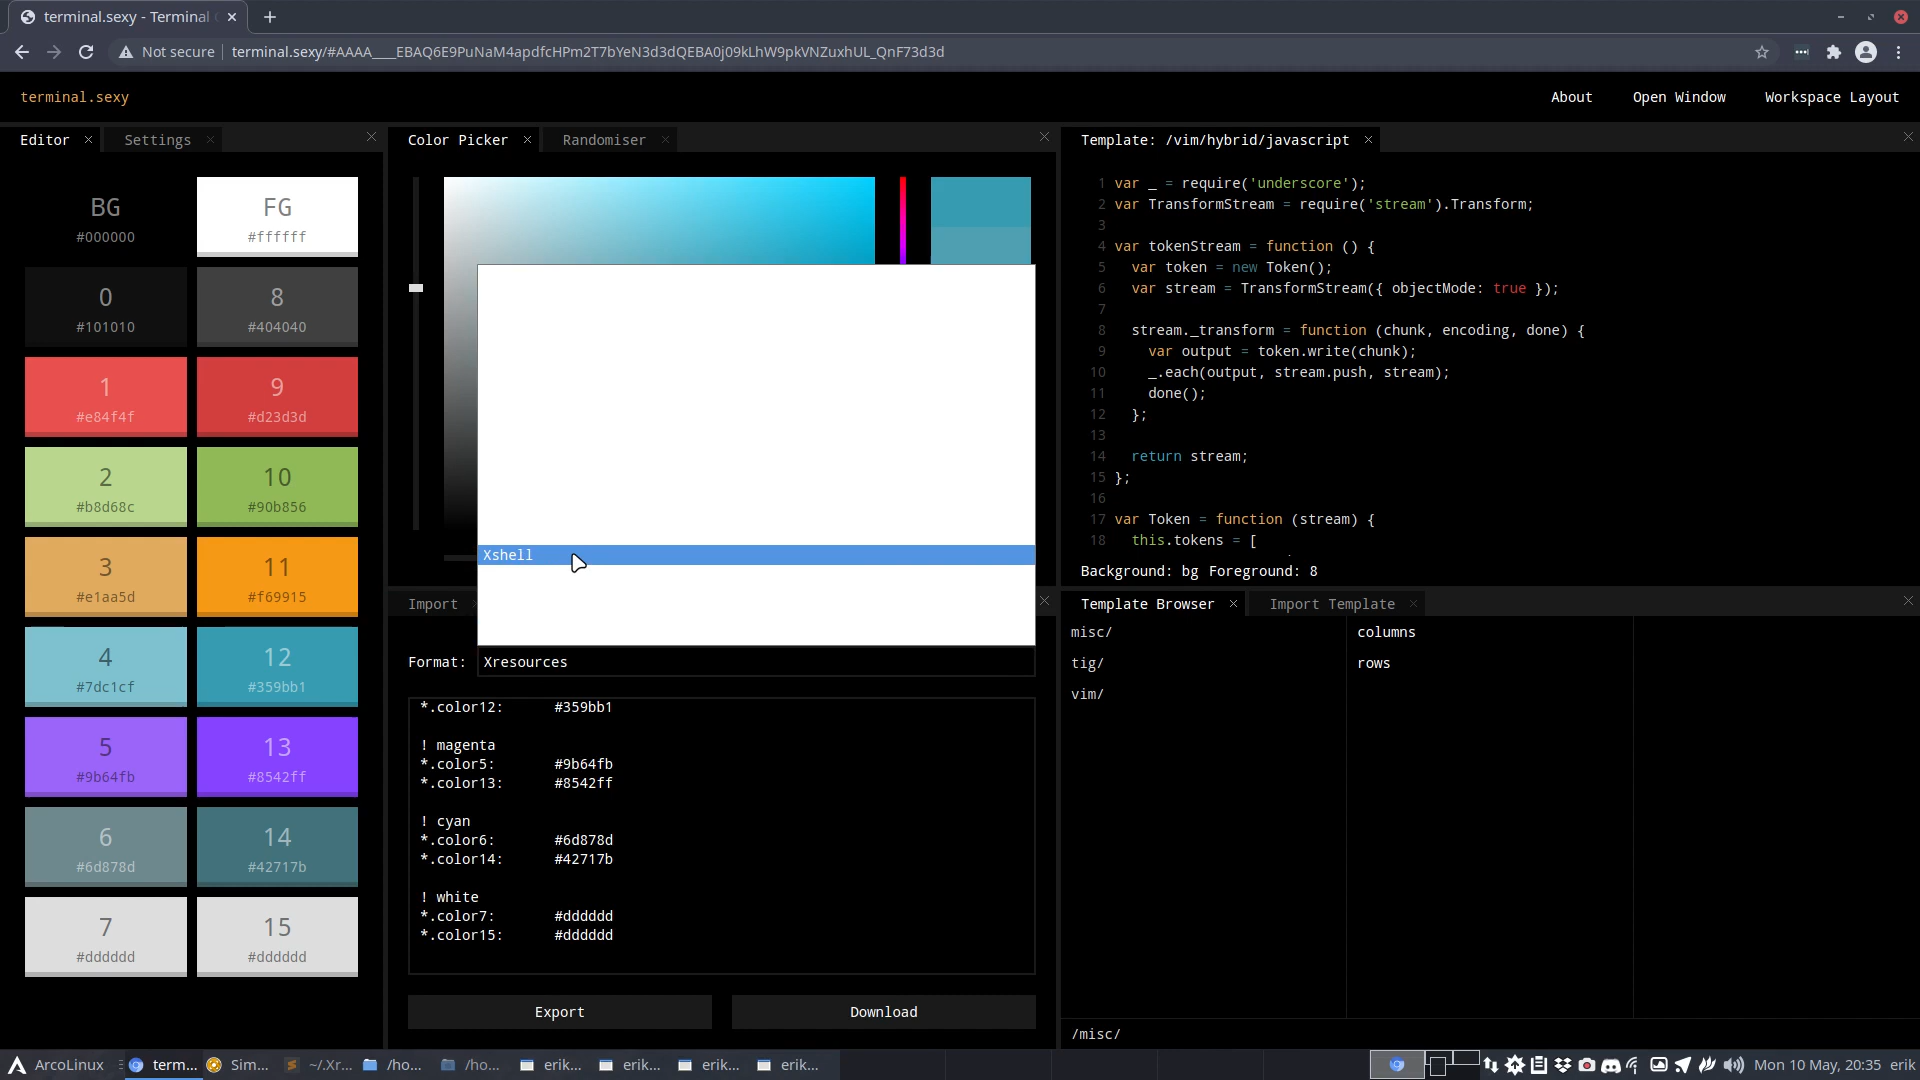 terminal.sexy - Terminal
Not secure
terminal.sexy/#AAAA____EBAQ6E9PuNaM4apdfcHPm2T7bYeN3d3dQEBA0j09kLhW9pkVNZuxhUL_QnF73d3d
terminal.sexy
About
Open Window
Workspace Layout
Editor
Settings
Color Picker
Randomiser
Template: /vim/hybrid/javascript
BG
#000000
FG
#ffffff
0
#101010
8
#404040
1
#e84f4f
9
#d23d3d
2
#b8d68c
10
#90b856
3
#e1aa5d
11
#f69915
4
#7dc1cf
12
#359bb1
5
#9b64fb
13
#8542ff
6
#6d878d
14
#42717b
7
#dddddd
15
#dddddd
Xshell
Import
Format: Xresources
*.color12: #359bb1
! magenta
*.color5: #9b64fb
*.color13: #8542ff
! cyan
*.color6: #6d878d
*.color14: #42717b
! white
*.color7: #dddddd
*.color15: #dddddd
Export
Download
1 var _ = require('underscore');
2 var TransformStream = require('stream').Transform;
3
4 var tokenStream = function () {
5 var token = new Token();
6 var stream = TransformStream({ objectMode: true });
7
8 stream._transform = function (chunk, encoding, done) {
9 var output = token.write(chunk);
10 _.each(output, stream.push, stream);
11 done();
12 };
13
14 return stream;
15 };
16
17 var Token = function (stream) {
18 this.tokens = [
Background: bg Foreground: 8
Template Browser
Import Template
misc/
tig/
vim/
columns
rows
/misc/
ArcoLinux
term...
Sim...
~/.Xr...
/ho...
/ho...
erik...
erik...
erik...
erik...
Mon 10 May, 20:35
erik